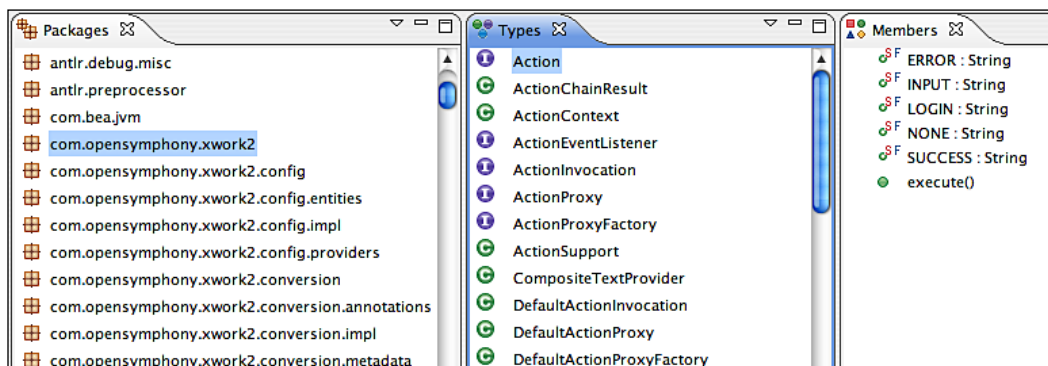 Packages
antlr.debug.misc
antlr.preprocessor
com.bea.jvm
com.opensymphony.xwork2
com.opensymphony.xwork2.config
com.opensymphony.xwork2.config.entities
com.opensymphony.xwork2.config.impl
com.opensymphony.xwork2.config.providers
com.opensymphony.xwork2.conversion
com.opensymphony.xwork2.conversion.annotations
com.opensymphony.xwork2.conversion.impl
com.opensymphony.xwork2.conversion.metadata
Types
I Action
C ActionChainResult
C ActionContext
I ActionEventListener
I ActionInvocation
I ActionProxy
I ActionProxyFactory
C ActionSupport
C CompositeTextProvider
C DefaultActionInvocation
C DefaultActionProxy
C DefaultActionProxyFactory
Members
S F ERROR : String
S F INPUT : String
S F LOGIN : String
S F NONE : String
S F SUCCESS : String
execute()